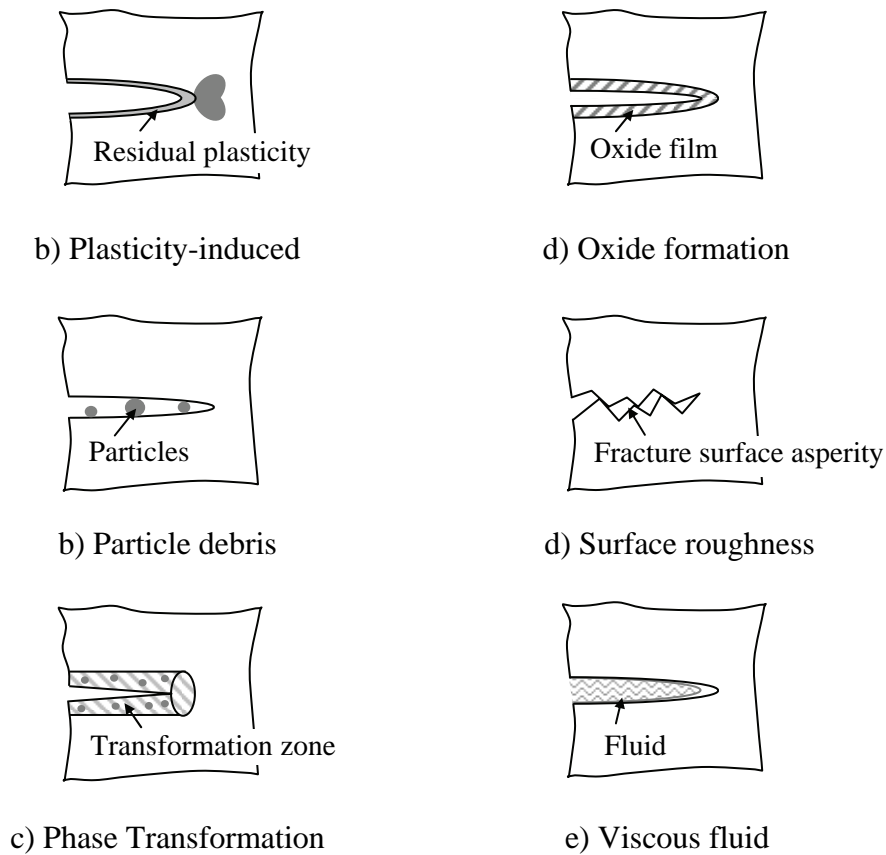 Residual plasticity
Oxide film
b) Plasticity-induced
d) Oxide formation
Particles
Fracture surface asperity
b) Particle debris
d) Surface roughness
Transformation zone
Fluid
c) Phase Transformation
e) Viscous fluid